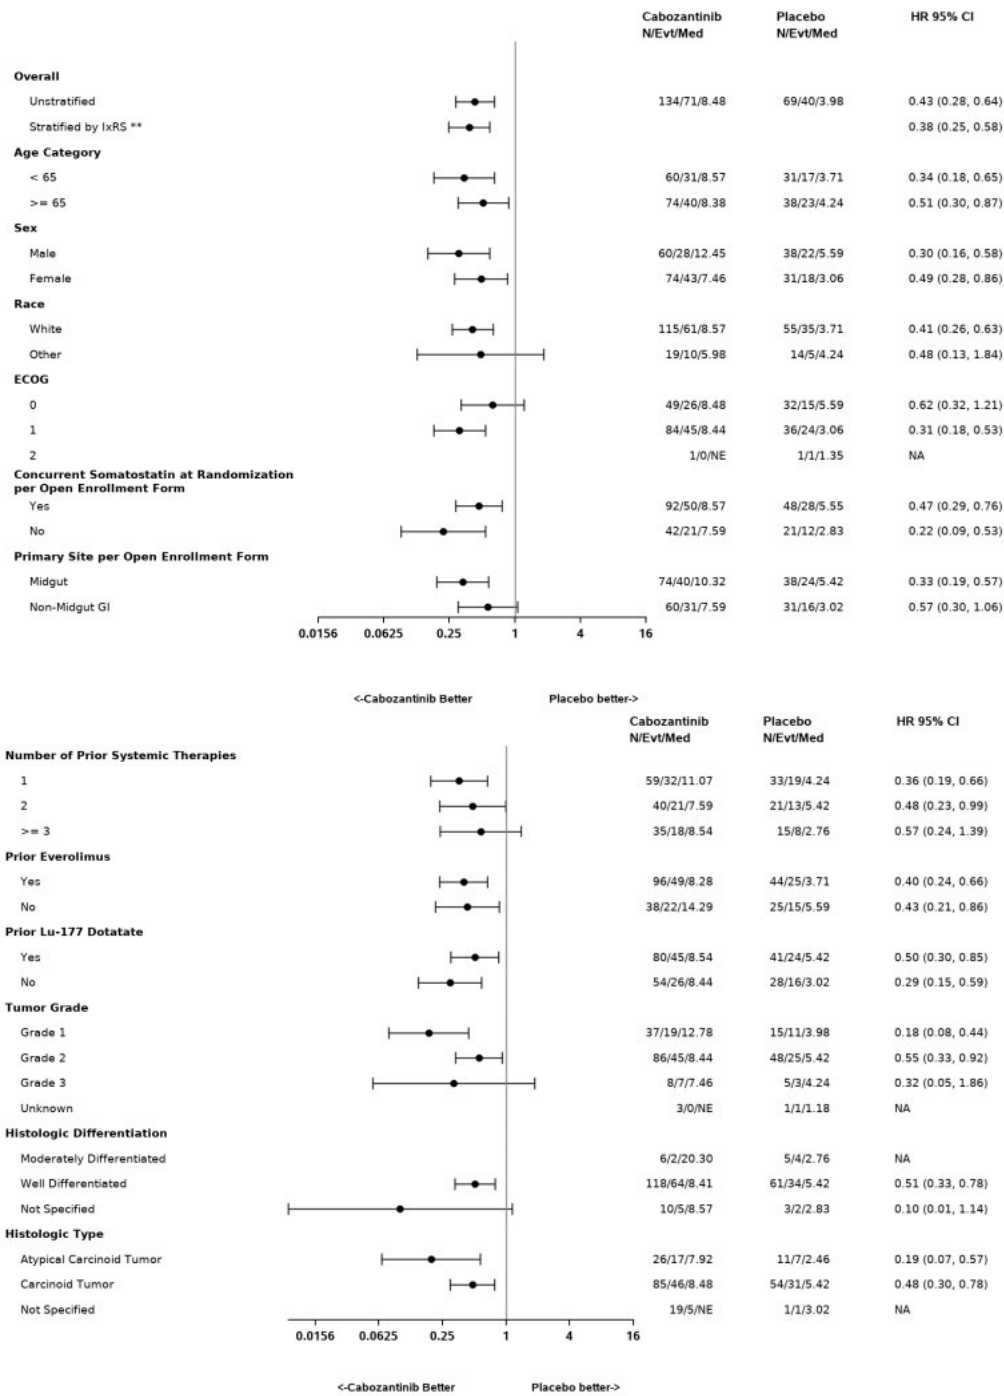 Cabozantinib Placebo HR 95% CI
N/Evt/Med N/Evt/Med
Overall
Unstratified 134/71/8.48 69/40/3.98 0.43 (0.28, 0.64)
Stratified by IxRS ** 0.38 (0.25, 0.58)
Age Category
< 65 60/31/8.57 31/17/3.71 0.34 (0.18, 0.65)
>= 65 74/40/8.38 38/23/4.24 0.51 (0.30, 0.87)
Sex
Male 60/28/12.45 38/22/5.59 0.30 (0.16, 0.58)
Female 74/43/7.46 31/18/3.06 0.49 (0.28, 0.86)
Race
White 115/61/8.57 55/35/3.71 0.41 (0.26, 0.63)
Other 19/10/5.98 14/5/4.24 0.48 (0.13, 1.84)
ECOG
0 49/26/8.48 32/15/5.59 0.62 (0.32, 1.21)
1 84/45/8.44 36/24/3.06 0.31 (0.18, 0.53)
2 1/0/NE 1/1/1.35 NA
Concurrent Somatostatin at Randomization
per Open Enrollment Form
Yes 92/50/8.57 48/28/5.55 0.47 (0.29, 0.76)
No 42/21/7.59 21/12/2.83 0.22 (0.09, 0.53)
Primary Site per Open Enrollment Form
Midgut 74/40/10.32 38/24/5.42 0.33 (0.19, 0.57)
Non-Midgut GI 60/31/7.59 31/16/3.02 0.57 (0.30, 1.06)
0.0156 0.0625 0.25 1 4 16
<-Cabozantinib Better Placebo better->
Cabozantinib Placebo HR 95% CI
N/Evt/Med N/Evt/Med
Number of Prior Systemic Therapies
1 59/32/11.07 33/19/4.24 0.36 (0.19, 0.66)
2 40/21/7.59 21/13/5.42 0.48 (0.23, 0.99)
>= 3 35/18/8.54 15/8/2.76 0.57 (0.24, 1.39)
Prior Everolimus
Yes 96/49/8.28 44/25/3.71 0.40 (0.24, 0.66)
No 38/22/14.29 25/15/5.59 0.43 (0.21, 0.86)
Prior Lu-177 Dotatate
Yes 80/45/8.54 41/24/5.42 0.50 (0.30, 0.85)
No 54/26/8.44 28/16/3.02 0.29 (0.15, 0.59)
Tumor Grade
Grade 1 37/19/12.78 15/11/3.98 0.18 (0.08, 0.44)
Grade 2 86/45/8.44 48/25/5.42 0.55 (0.33, 0.92)
Grade 3 8/7/7.46 5/3/4.24 0.32 (0.05, 1.86)
Unknown 3/0/NE 1/1/1.18 NA
Histologic Differentiation
Moderately Differentiated 6/2/20.30 5/4/2.76 NA
Well Differentiated 118/64/8.41 61/34/5.42 0.51 (0.33, 0.78)
Not Specified 10/5/8.57 3/2/2.83 0.10 (0.01, 1.14)
Histologic Type
Atypical Carcinoid Tumor 26/17/7.92 11/7/2.46 0.19 (0.07, 0.57)
Carcinoid Tumor 85/46/8.48 54/31/5.42 0.48 (0.30, 0.78)
Not Specified 19/5/NE 1/1/3.02 NA
0.0156 0.0625 0.25 1 4 16
<-Cabozantinib Better Placebo better->